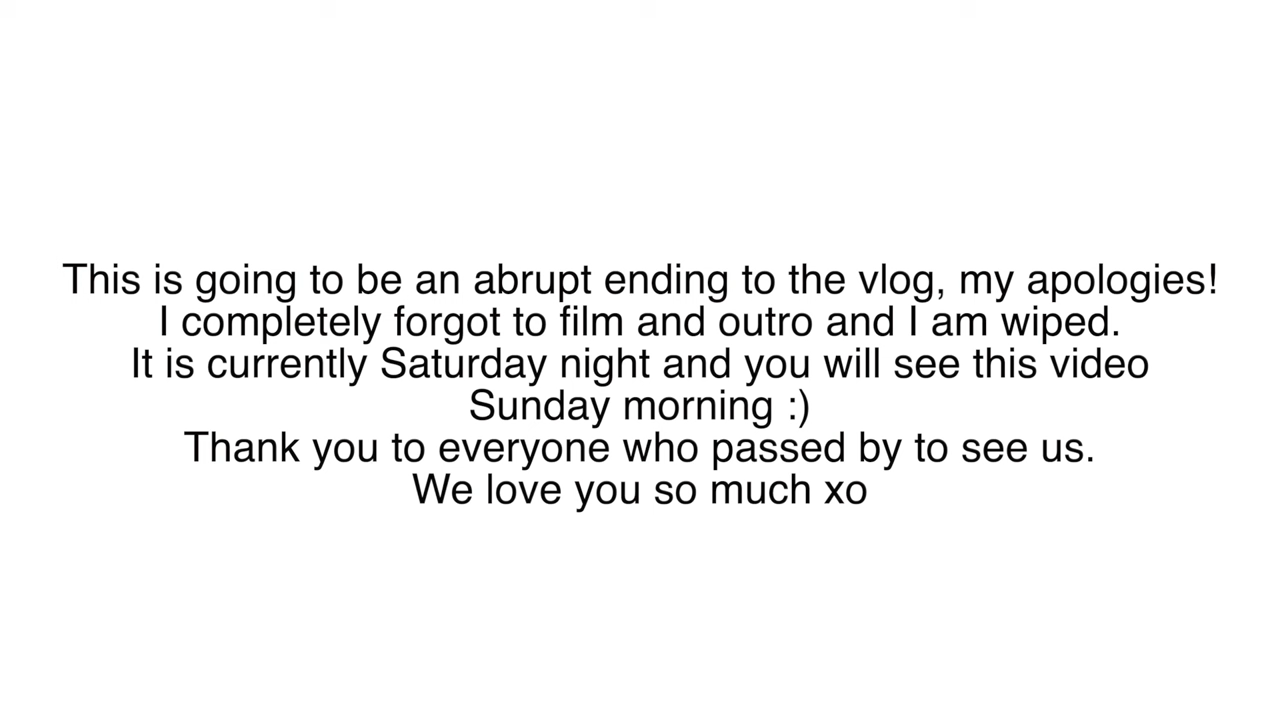 This is going to be an abrupt ending to the vlog, my apologies!
I completely forgot to film and outro and I am wiped.
It is currently Saturday night and you will see this video
Sunday morning :)
Thank you to everyone who passed by to see us.
We love you so much xo